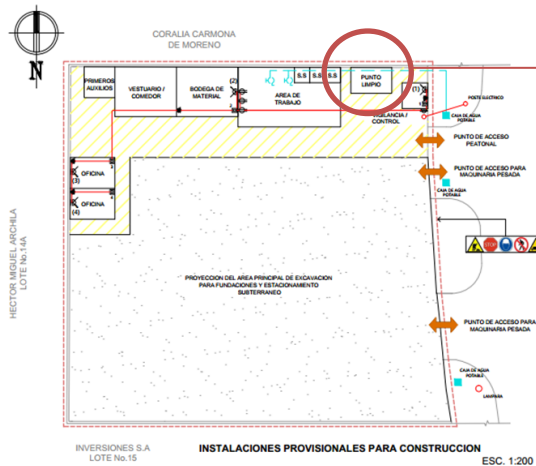 CORALIA CARMONA
DE MORENO
N
PRIMEROS
AUXILIOS
VESTUARIO /
COMEDOR
BODEGA DE
MATERIAL
(2)
AREA DE
TRABAJO
S.S
S.S
S.S
PUNTO
LIMPIO
(1)
VIGILANCIA /
CONTROL
POSTE ELECTRICO
CAJA DE AGUA
POTABLE
PUNTO DE ACCESO
PEATONAL
PUNTO DE ACCESO PARA
MAQUINARIA PESADA
CAJA DE AGUA
POTABLE
OFICINA
(3)
OFICINA
(4)
STOP
HECTOR MIGUEL ARCHILA
LOTE No.14A
PROYECCION DEL AREA PRINCIPAL DE EXCAVACION
PARA FUNDACIONES Y ESTACIONAMIENTO
SUBTERRANEO
PUNTO DE ACCESO PARA
MAQUINARIA PESADA
CAJA DE AGUA
POTABLE
LAMPARA
INVERSIONES S.A
LOTE No.15
INSTALACIONES PROVISIONALES PARA CONSTRUCCION
ESC. 1:200